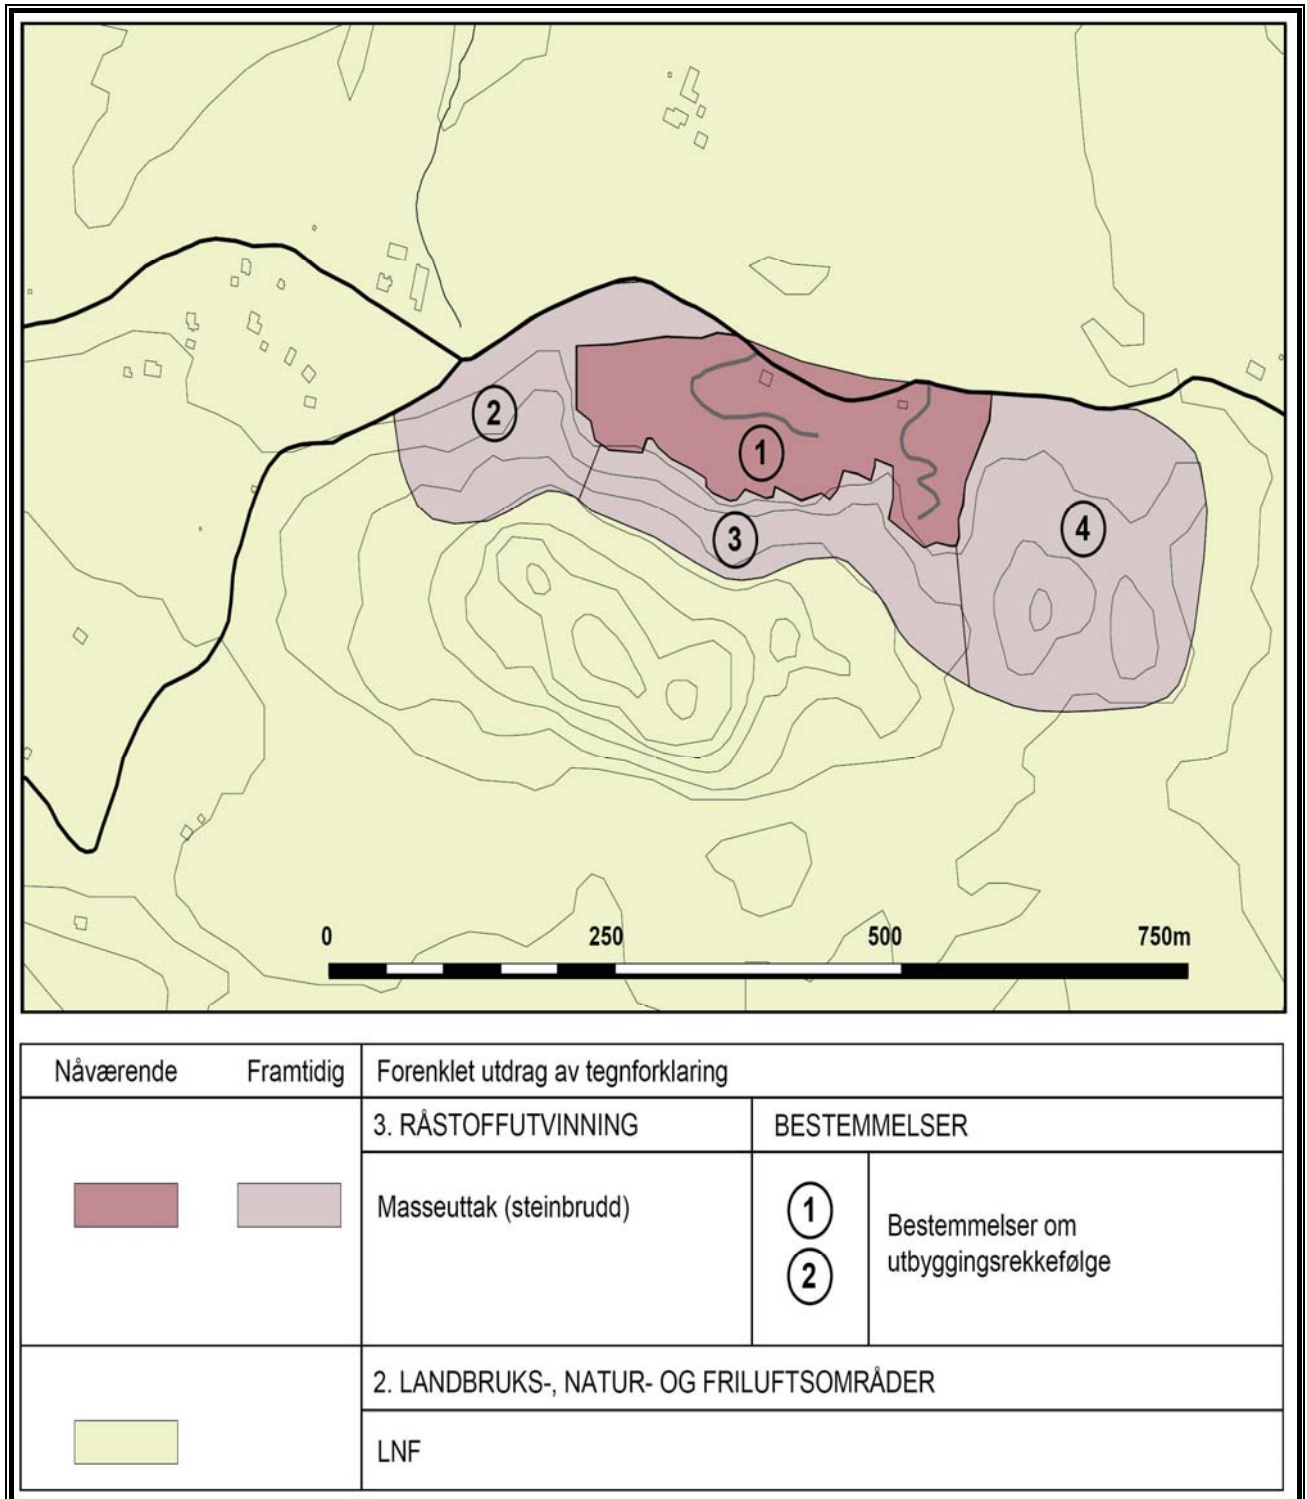 2
1
3
4
0 250 500 750m
Nåværende Framtidig Forenklet utdrag av tegnforklaring
3. RÅSTOFFUTVINNING BESTEMMELSER
Masseuttak (steinbrudd)
1
2
Bestemmelser om
utbyggingsrekkefølge
2. LANDBRUKS-, NATUR- OG FRILUFTSOMRÅDER
LNF